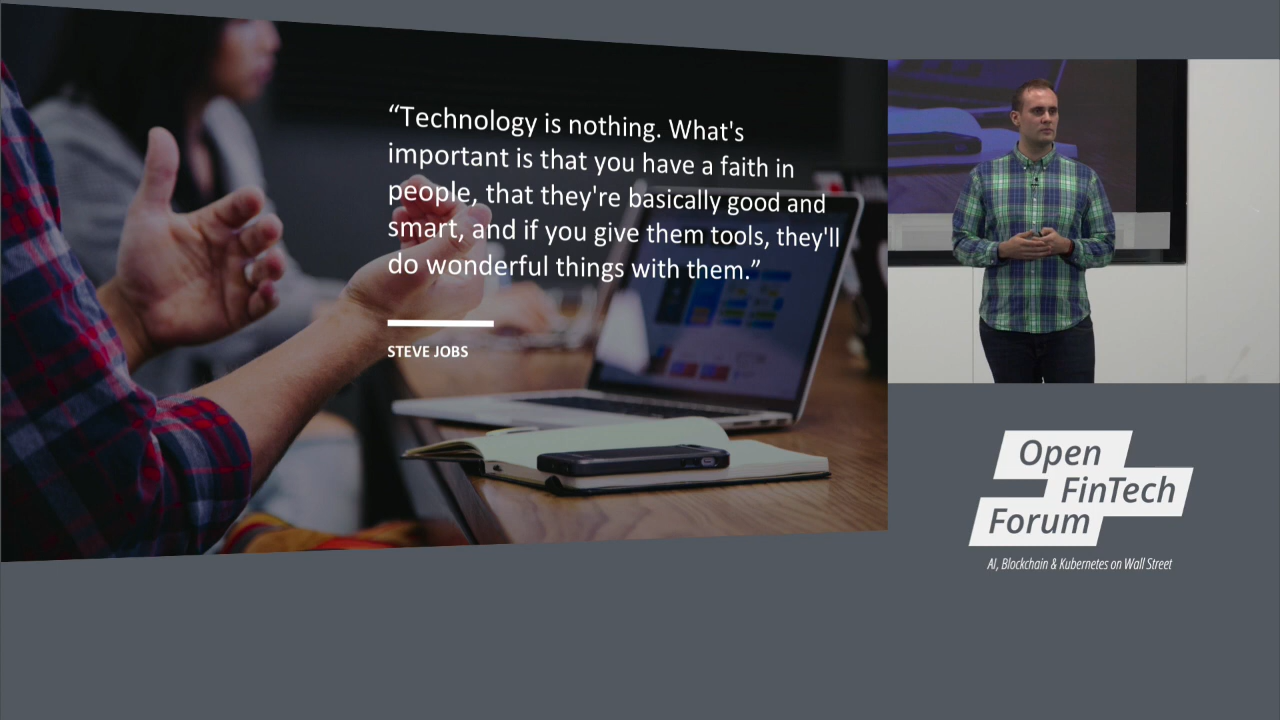 “Technology is nothing. What's
important is that you have a faith in
people, that they're basically good and
smart, and if you give them tools, they'll
do wonderful things with them.”
STEVE JOBS
Open
FinTech
Forum
AI, Blockchain & Kubernetes on Wall Street